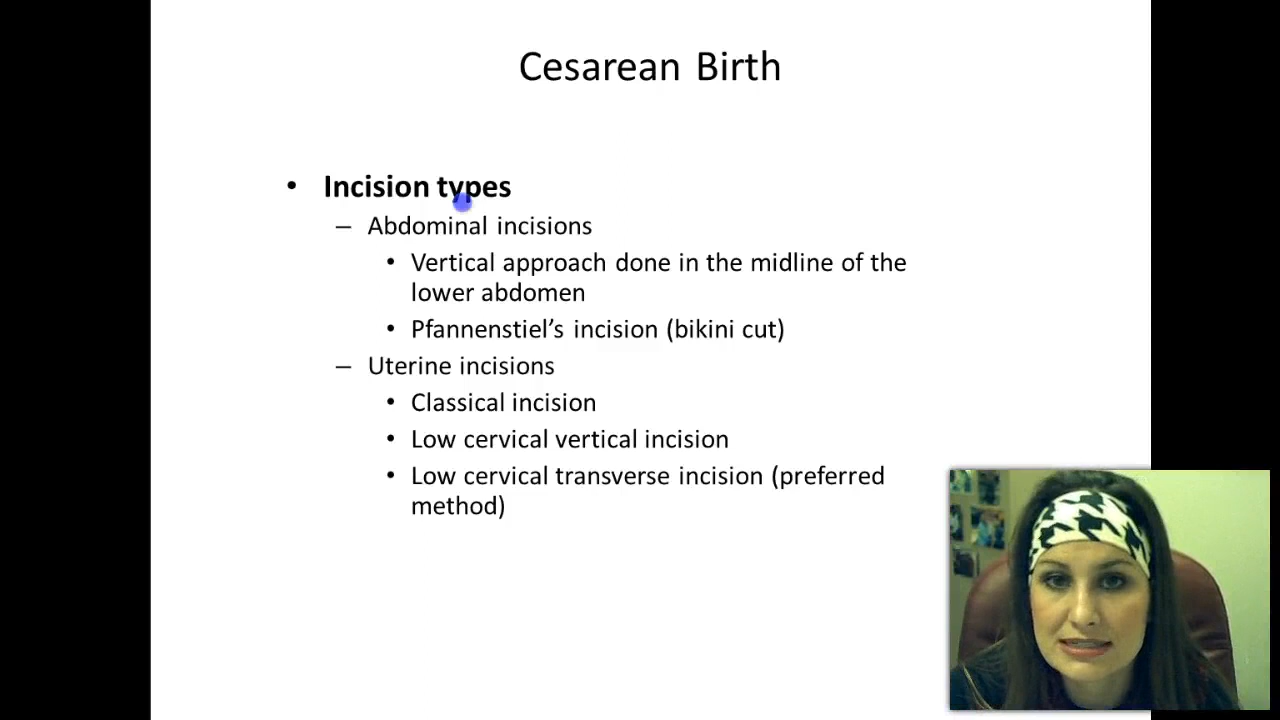 Cesarean Birth
• Incision types
– Abdominal incisions
• Vertical approach done in the midline of the
lower abdomen
• Pfannenstiel’s incision (bikini cut)
– Uterine incisions
• Classical incision
• Low cervical vertical incision
• Low cervical transverse incision (preferred
method)